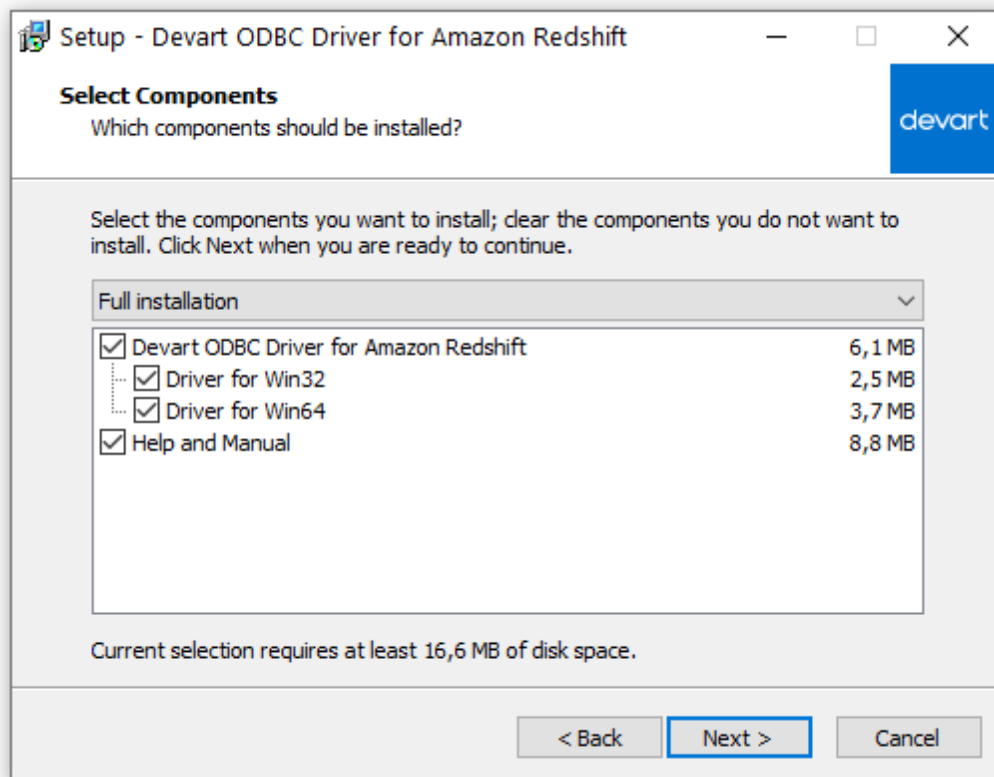 Setup - Devart ODBC Driver for Amazon Redshift
Select Components
Which components should be installed?
devart
Select the components you want to install; clear the components you do not want to
install. Click Next when you are ready to continue.
Full installation
Devart ODBC Driver for Amazon Redshift 6,1 MB
Driver for Win32 2,5 MB
Driver for Win64 3,7 MB
Help and Manual 8,8 MB
Current selection requires at least 16,6 MB of disk space.
< Back Next > Cancel